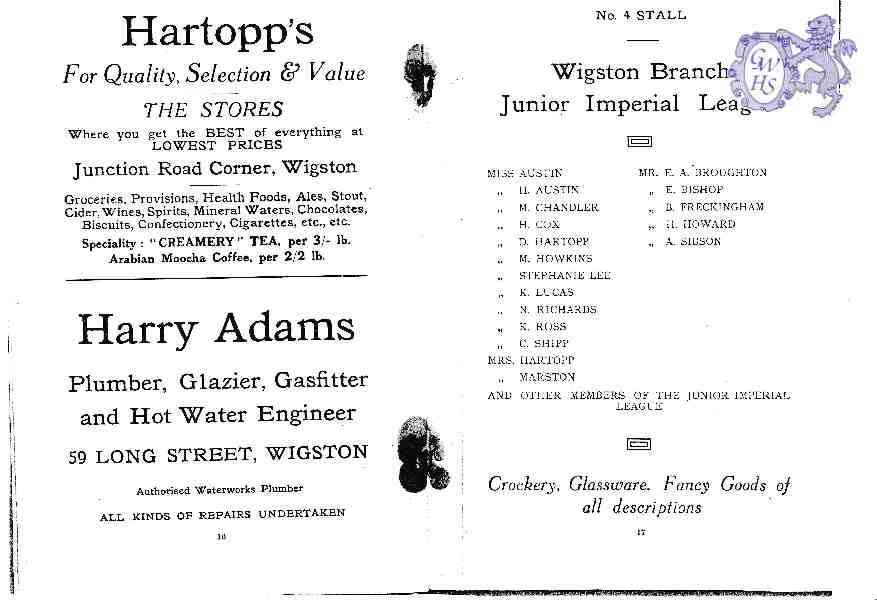 Hartopp's
For Quality, Selection & Value
THE STORES
Where you get the BEST of everything at
LOWEST PRICES
Junction Road Corner, Wigston
Groceries, Provisions, Health Foods, Ales, Stout,
Cider, Wines, Spirits, Mineral Waters, Chocolates,
Biscuits, Confectionery, Cigarettes, etc., etc.
Speciality : "CREAMERY" TEA, per 3/- lb.
Arabian Moocha Coffee, per 2/2 lb.
Harry Adams
Plumber, Glazier, Gasfitter
and Hot Water Engineer
59 LONG STREET, WIGSTON
Authorised Waterworks Plumber
ALL KINDS OF REPAIRS UNDERTAKEN
16
No. 4 STALL
Wigston Branch
Junior Imperial Leag
GW
HS
MISS AUSTIN
„ H. AUSTIN
„ M. CHANDLER
„ H. COX
„ D. HARTOPP
„ M. HOWKINS
„ STEPHANIE LEE
„ K. LUCAS
„ N. RICHARDS
„ K. ROSS
„ C. SHIPP
MRS. HARTOPP
„ MARSTON
MR. E. A. BROUGHTON
„ E. BISHOP
„ B. FRECKINGHAM
„ H. HOWARD
„ A. SIBSON
AND OTHER MEMBERS OF THE JUNIOR IMPERIAL
LEAGUE
Crockery, Glassware, Fancy Goods of
all descriptions
17